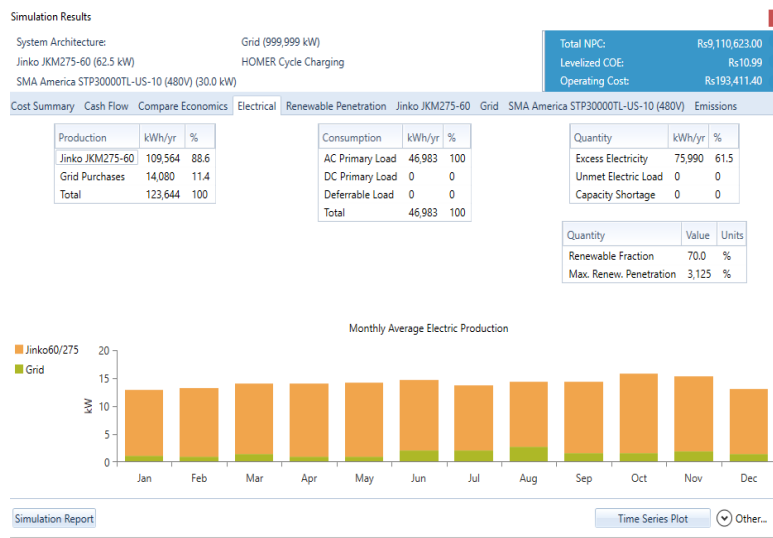 Simulation Results
System Architecture: Grid (999,999 kW)
Jinko JKM275-60 (62.5 kW) HOMER Cycle Charging
SMA America STP30000TL-US-10 (480V) (30.0 kW)
Total NPC: Rs9,110,623.00
Levelized COE: Rs10.99
Operating Cost: Rs193,411.40
Cost Summary Cash Flow Compare Economics Electrical Renewable Penetration Jinko JKM275-60 Grid SMA America STP30000TL-US-10 (480V) Emissions
Production kWh/yr %
Jinko JKM275-60 109,564 88.6
Grid Purchases 14,080 11.4
Total 123,644 100
Consumption kWh/yr %
AC Primary Load 46,983 100
DC Primary Load 0 0
Deferrable Load 0 0
Total 46,983 100
Quantity kWh/yr %
Excess Electricity 75,990 61.5
Unmet Electric Load 0 0
Capacity Shortage 0 0
Quantity Value Units
Renewable Fraction 70.0 %
Max. Renew. Penetration 3,125 %
Monthly Average Electric Production
Jinko60/275
Grid
kW
20
15
10
5
0
Jan Feb Mar Apr May Jun Jul Aug Sep Oct Nov Dec
Simulation Report Time Series Plot Other...